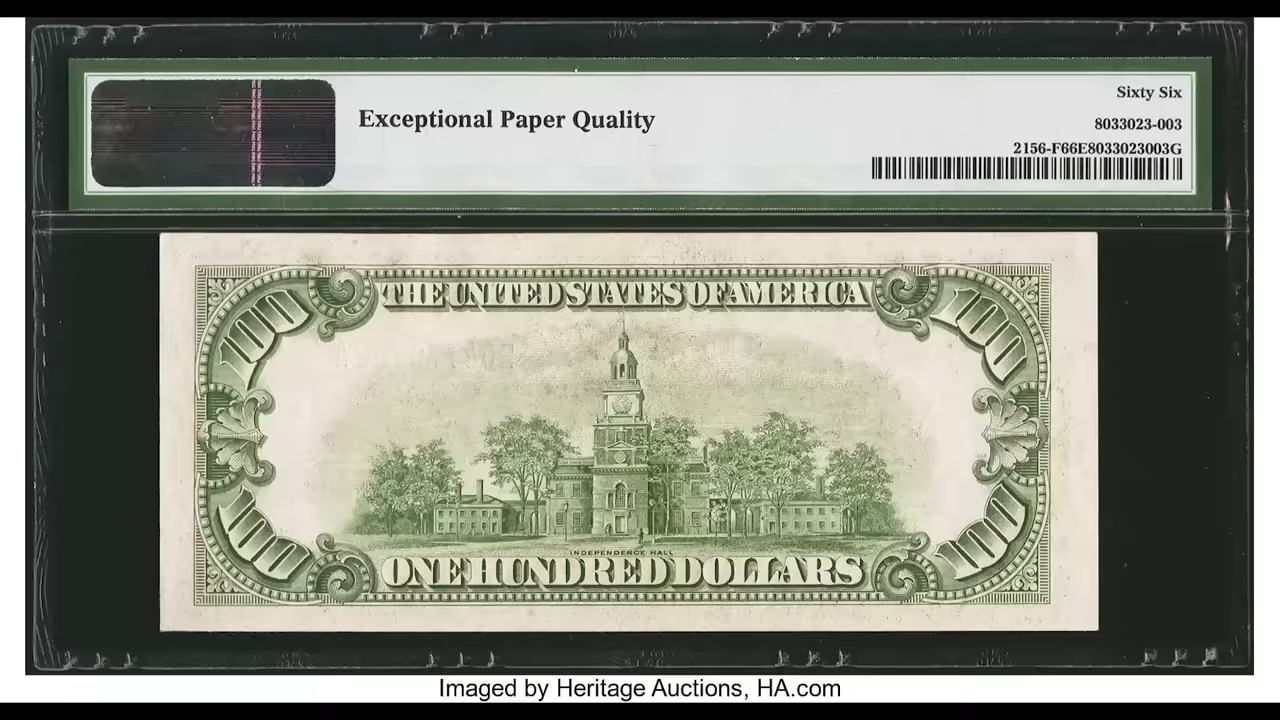 Exceptional Paper Quality
Sixty Six
8033023-003
2156-F66E8033023003G
THE UNITED STATES OF AMERICA
100
100
INDEPENDENCE HALL
100
100
ONE HUNDRED DOLLARS
Imaged by Heritage Auctions, HA.com